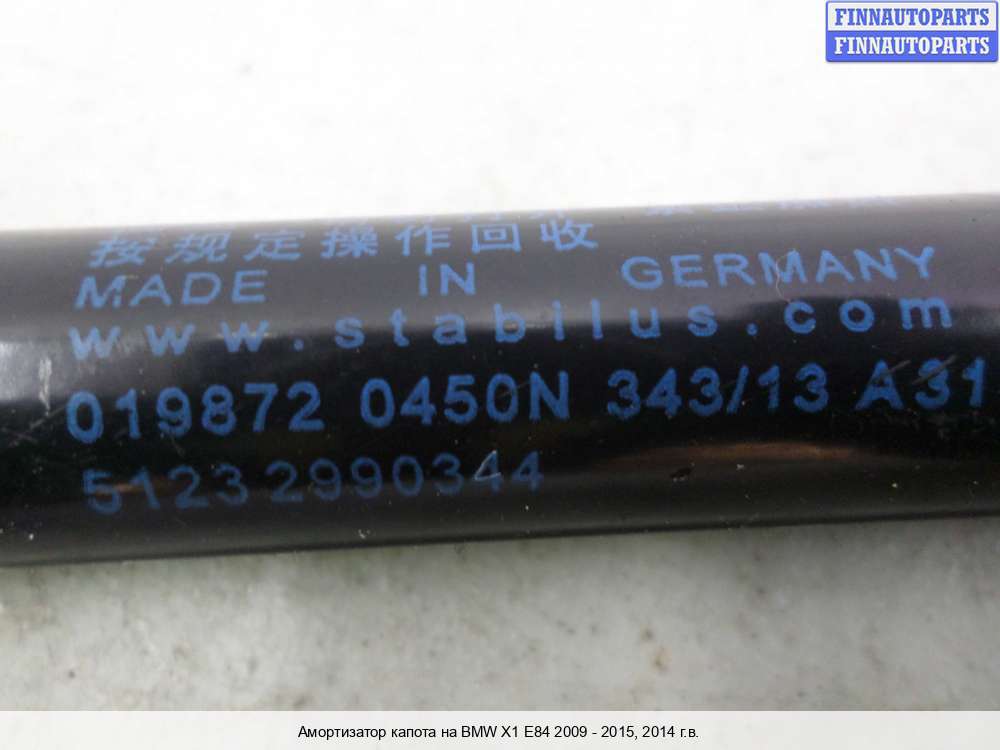 FINNAUTOPARTS
FINNAUTOPARTS
按规定操作回收
MADE IN GERMANY
www.stabilus.com
019872 0450N 343/13 A31
51232990344
Амортизатор капота на BMW X1 E84 2009 - 2015, 2014 г.в.